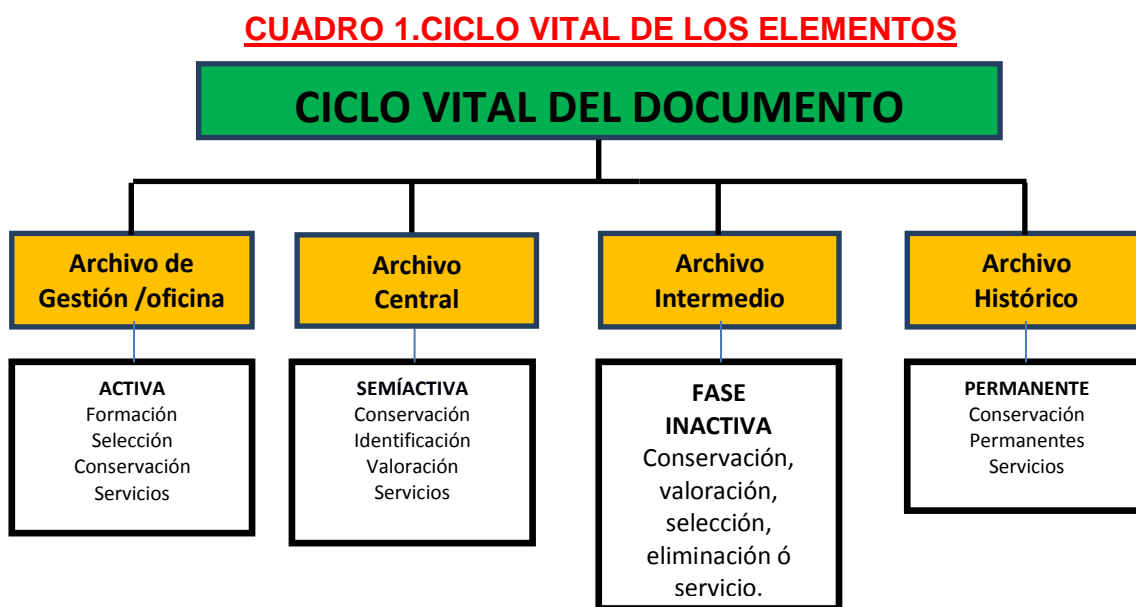 CUADRO 1.CICLO VITAL DE LOS ELEMENTOS
CICLO VITAL DEL DOCUMENTO
Archivo de
Gestión /oficina
Archivo
Central
Archivo
Intermedio
Archivo
Histórico
ACTIVA
Formación
Selección
Conservación
Servicios
SEMÍACTIVA
Conservación
Identificación
Valoración
Servicios
FASE
INACTIVA
Conservación,
valoración,
selección,
eliminación ó
servicio.
PERMANENTE
Conservación
Permanentes
Servicios